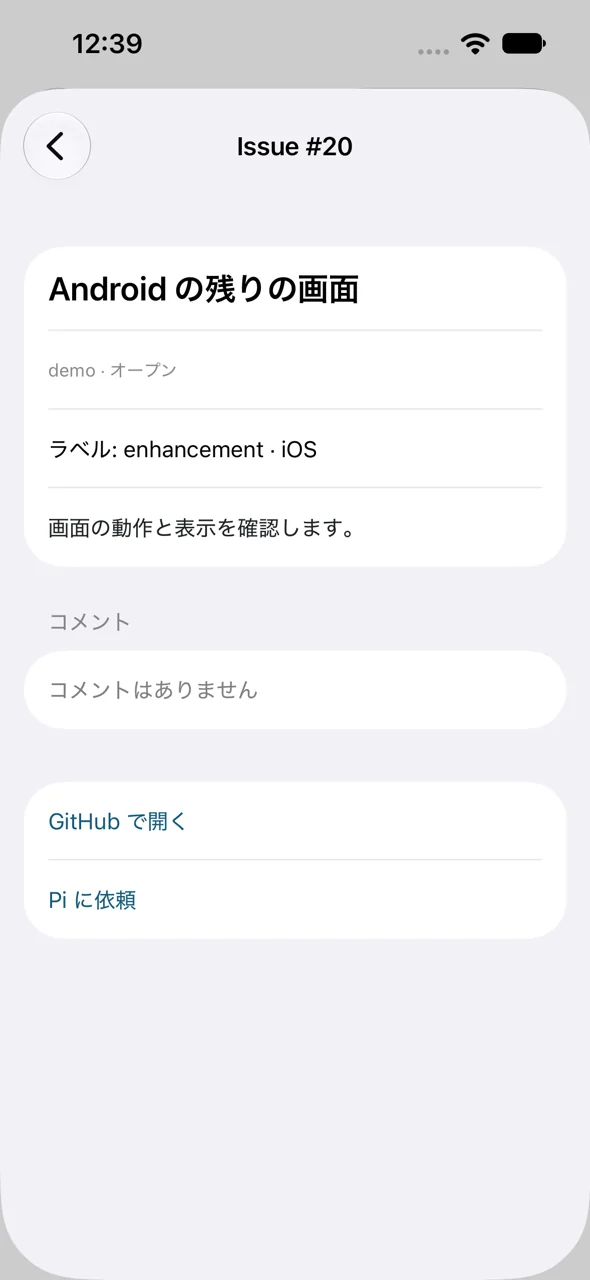 12:39
Issue #20
Android の残りの画面
demo · オープン
ラベル: enhancement · iOS
画面の動作と表示を確認します。
コメント
コメントはありません
GitHub で開く
Pi に依頼